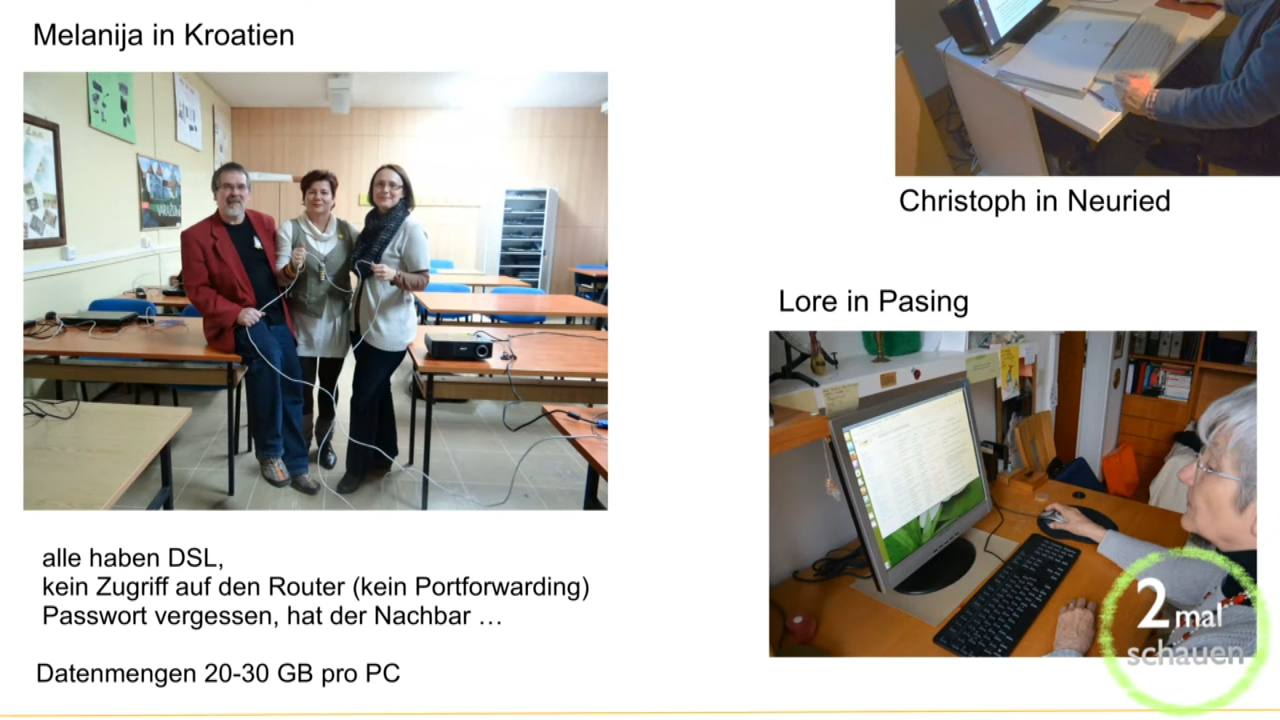 Melanija in Kroatien
VARAŽDIN
Christoph in Neuried
Lore in Pasing
alle haben DSL,
kein Zugriff auf den Router (kein Portforwarding)
Passwort vergessen, hat der Nachbar …
Datenmengen 20-30 GB pro PC
2 mal
schauen